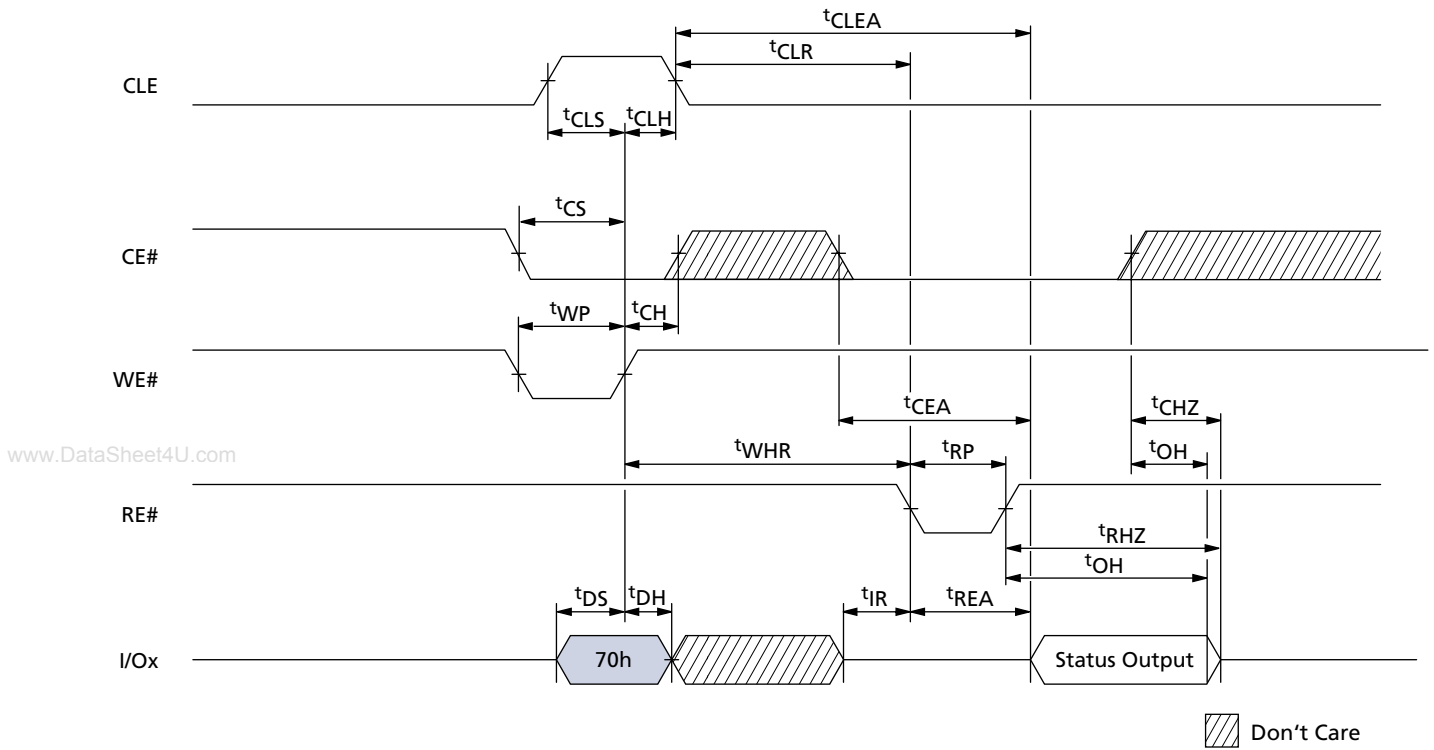 tCLEA
tCLR
CLE
tCLS tCLH
tCS
CE#
tWP tCH
WE#
tCEA tCHZ
www.DataSheet4U.com
tWHR tRP tOH
RE#
tRHZ
tOH
tDS tDH tIR tREA
I/Ox 70h Status Output
Don't Care